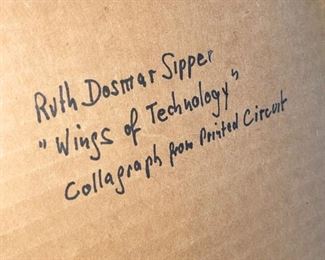 Ruth Dosmar Sipper
"Wings of Technology"
Collagraph from Printed Circuit